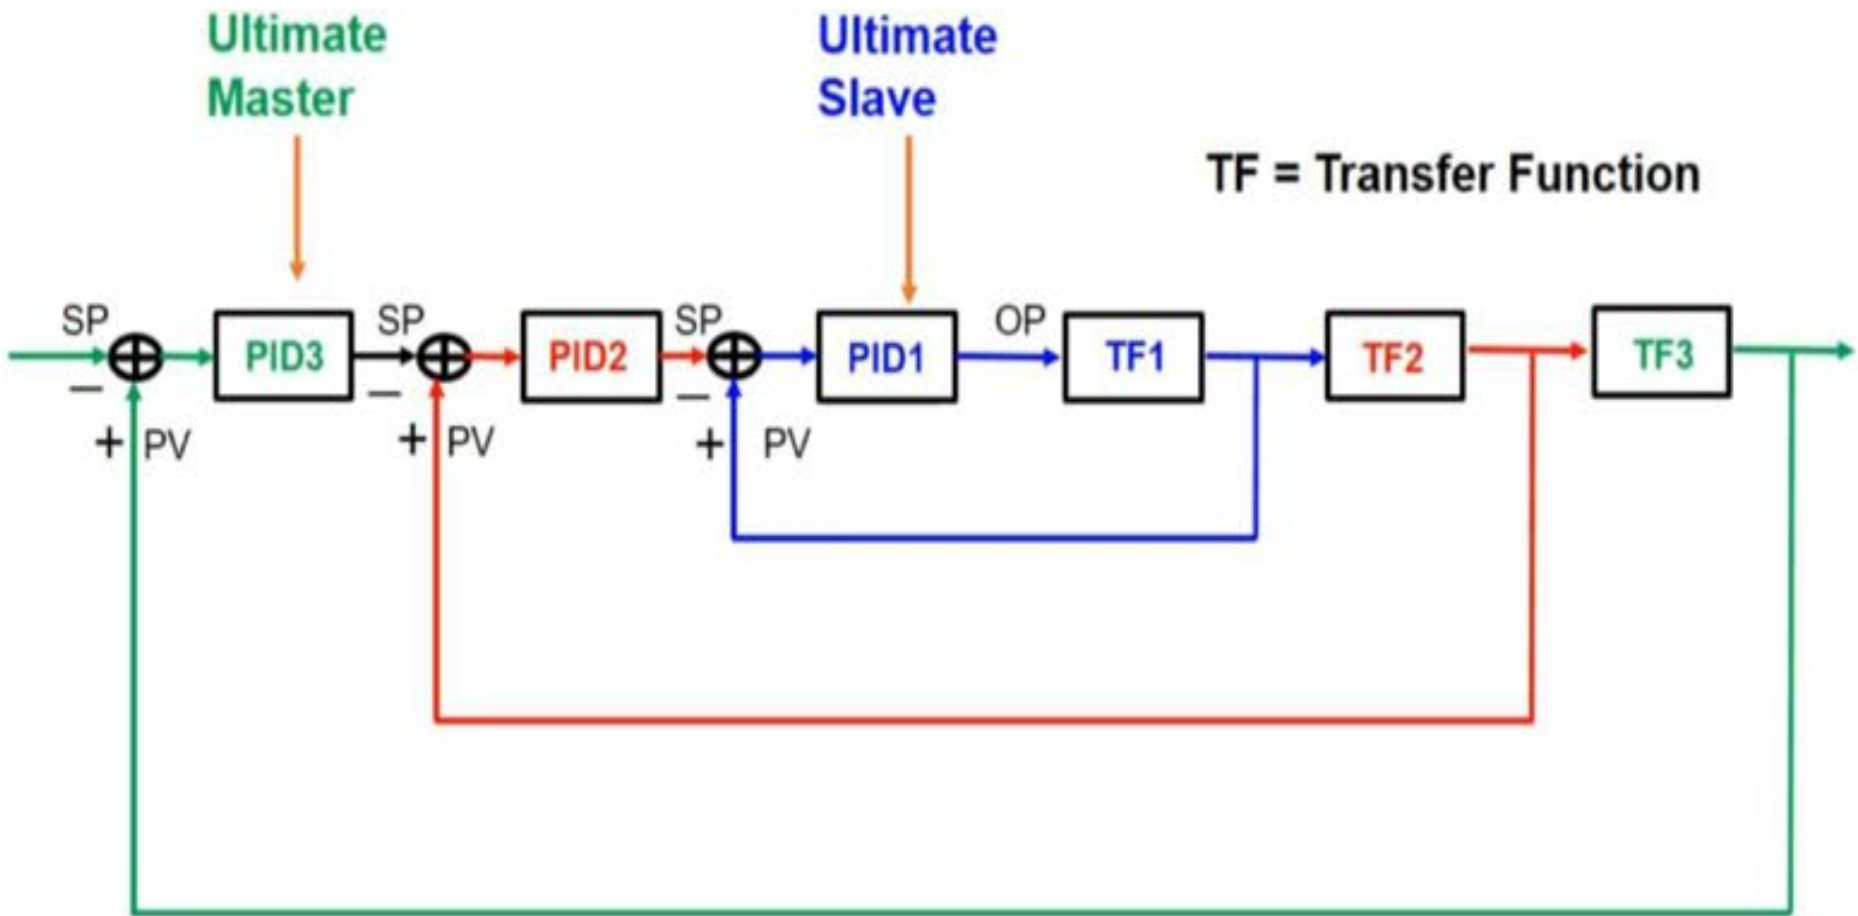 Ultimate
Master
Ultimate
Slave
TF = Transfer Function
SP
SP
SP
OP
PID3
PID2
PID1
TF1
TF2
TF3
–
–
–
+ PV
+ PV
+ PV